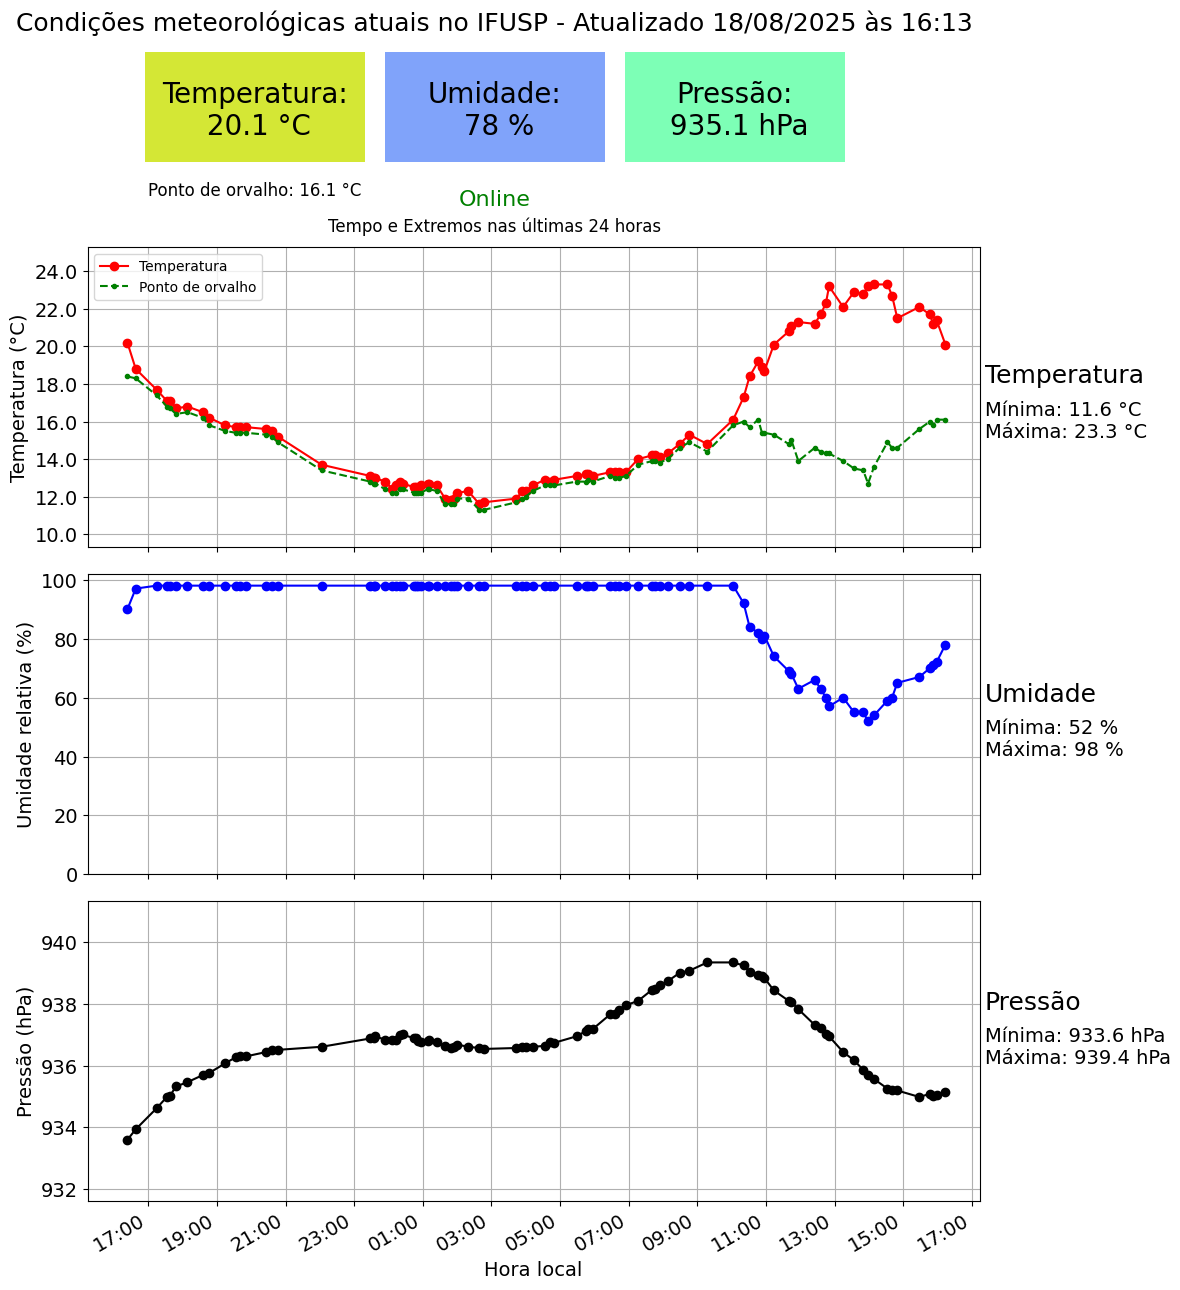 Condições meteorológicas atuais no IFUSP - Atualizado 18/08/2025 às 16:13
Temperatura:
20.1 °C
Umidade:
78 %
Pressão:
935.1 hPa
Ponto de orvalho: 16.1 °C
Online
Tempo e Extremos nas últimas 24 horas
Temperatura (°C)
24.0
22.0
20.0
18.0
16.0
14.0
12.0
10.0
Temperatura
Ponto de orvalho
Temperatura
Mínima: 11.6 °C
Máxima: 23.3 °C
Umidade relativa (%)
100
80
60
40
20
0
Umidade
Mínima: 52 %
Máxima: 98 %
Pressão (hPa)
940
938
936
934
932
Pressão
Mínima: 933.6 hPa
Máxima: 939.4 hPa
17:00 19:00 21:00 23:00 01:00 03:00 05:00 07:00 09:00 11:00 13:00 15:00 17:00
Hora local